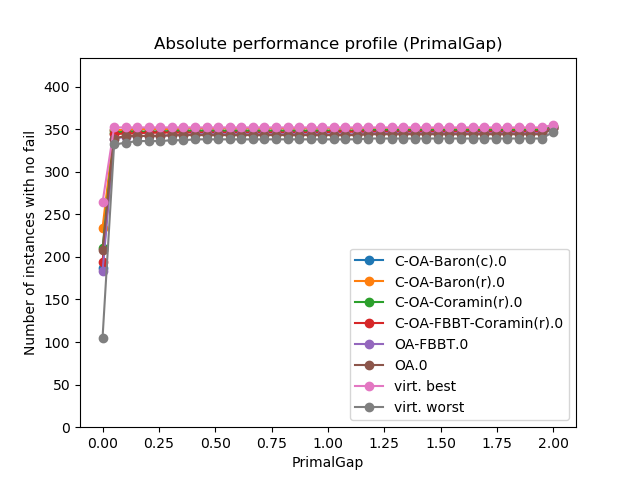 Absolute performance profile (PrimalGap)
Number of instances with no fail
400
350
300
250
200
150
100
50
0
C-OA-Baron(c).0
C-OA-Baron(r).0
C-OA-Coramin(r).0
C-OA-FBBT-Coramin(r).0
OA-FBBT.0
OA.0
virt. best
virt. worst
0.00 0.25 0.50 0.75 1.00 1.25 1.50 1.75 2.00
PrimalGap